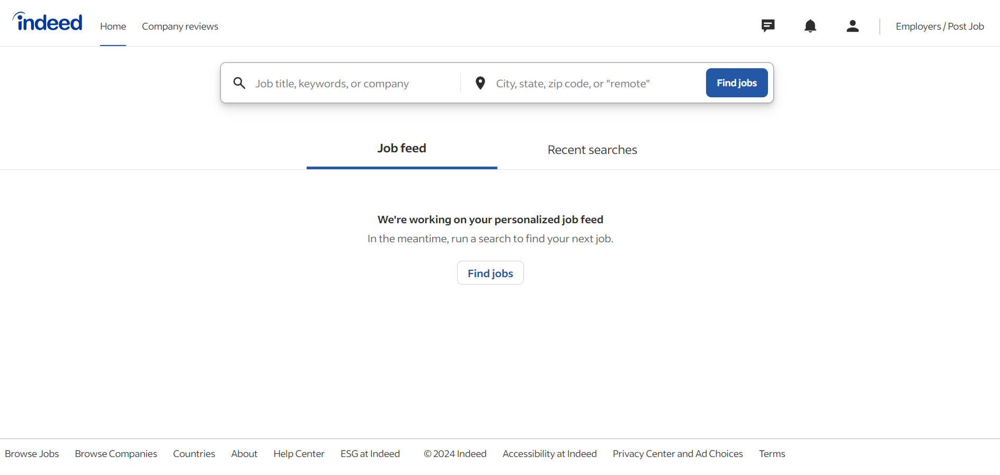 indeed
Home
Company reviews
Employers / Post Job
Job title, keywords, or company
City, state, zip code, or "remote"
Find jobs
Job feed
Recent searches
We're working on your personalized job feed
In the meantime, run a search to find your next job.
Find jobs
Browse Jobs
Browse Companies
Countries
About
Help Center
ESG at Indeed
© 2024 Indeed
Accessibility at Indeed
Privacy Center and Ad Choices
Terms